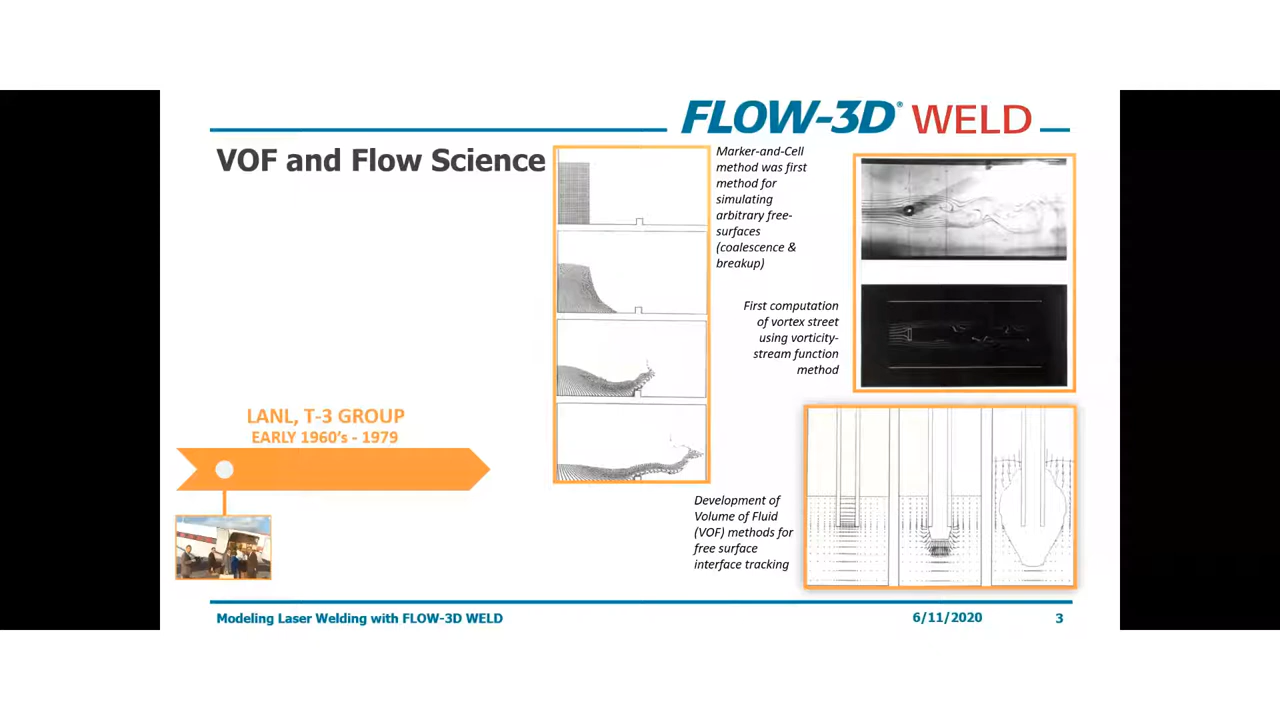 FLOW-3D® WELD
VOF and Flow Science
Marker-and-Cell
method was first
method for
simulating
arbitrary free-
surfaces
(coalescence &
breakup)
First computation
of vortex street
using vorticity-
stream function
method
LANL, T-3 GROUP
EARLY 1960's - 1979
Development of
Volume of Fluid
(VOF) methods for
free surface
interface tracking
Modeling Laser Welding with FLOW-3D WELD
6/11/2020
3